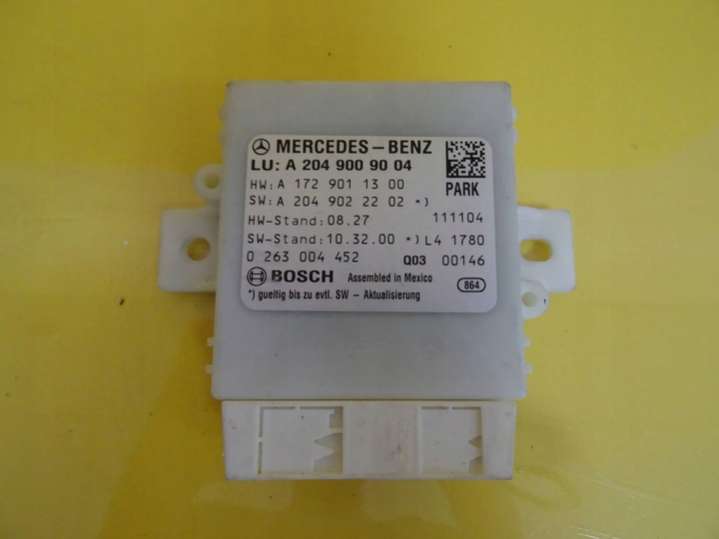 MERCEDES-BENZ
LU: A 204 900 90 04
HW: A 172 901 13 00
PARK
SW: A 204 902 22 02 *)
HW-Stand: 08.27 111104
SW-Stand: 10.32.00 *) L4 1780
0 263 004 452 Q03 00146
BOSCH Assembled in Mexico
*) gueltig bis zu evtl. SW - Aktualisierung 864